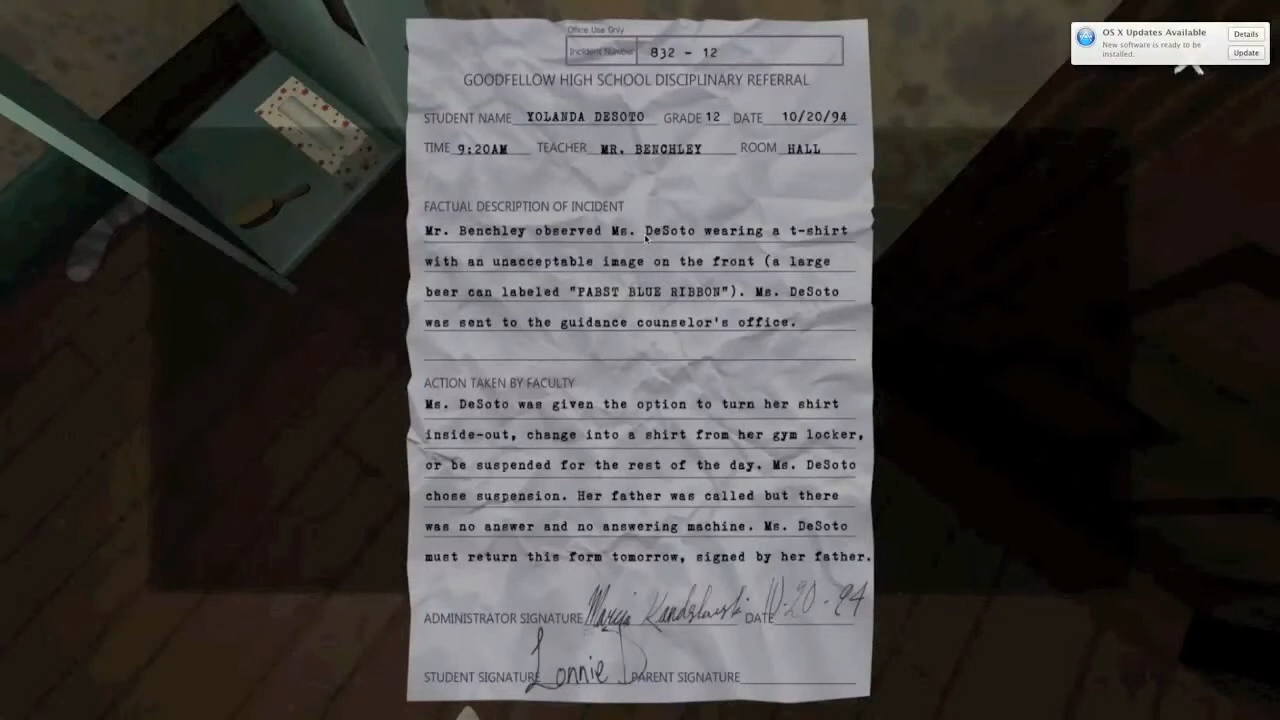 Office Use Only
Incident Number 832 - 12
OS X Updates Available
New software is ready to be
installed.
Details
Update
GOODFELLOW HIGH SCHOOL DISCIPLINARY REFERRAL
STUDENT NAME YOLANDA DESOTO GRADE 12 DATE 10/20/94
TIME 9:20AM TEACHER MR. BENCHLEY ROOM HALL
FACTUAL DESCRIPTION OF INCIDENT
Mr. Benchley observed Ms. DeSoto wearing a t-shirt
with an unacceptable image on the front (a large
beer can labeled "PABST BLUE RIBBON"). Ms. DeSoto
was sent to the guidance counselor's office.
ACTION TAKEN BY FACULTY
Ms. DeSoto was given the option to turn her shirt
inside-out, change into a shirt from her gym locker,
or be suspended for the rest of the day. Ms. DeSoto
chose suspension. Her father was called but there
was no answer and no answering machine. Ms. DeSoto
must return this form tomorrow, signed by her father.
ADMINISTRATOR SIGNATURE Marcia DATE 10-20-94
STUDENT SIGNATURE Lonnie D PARENT SIGNATURE